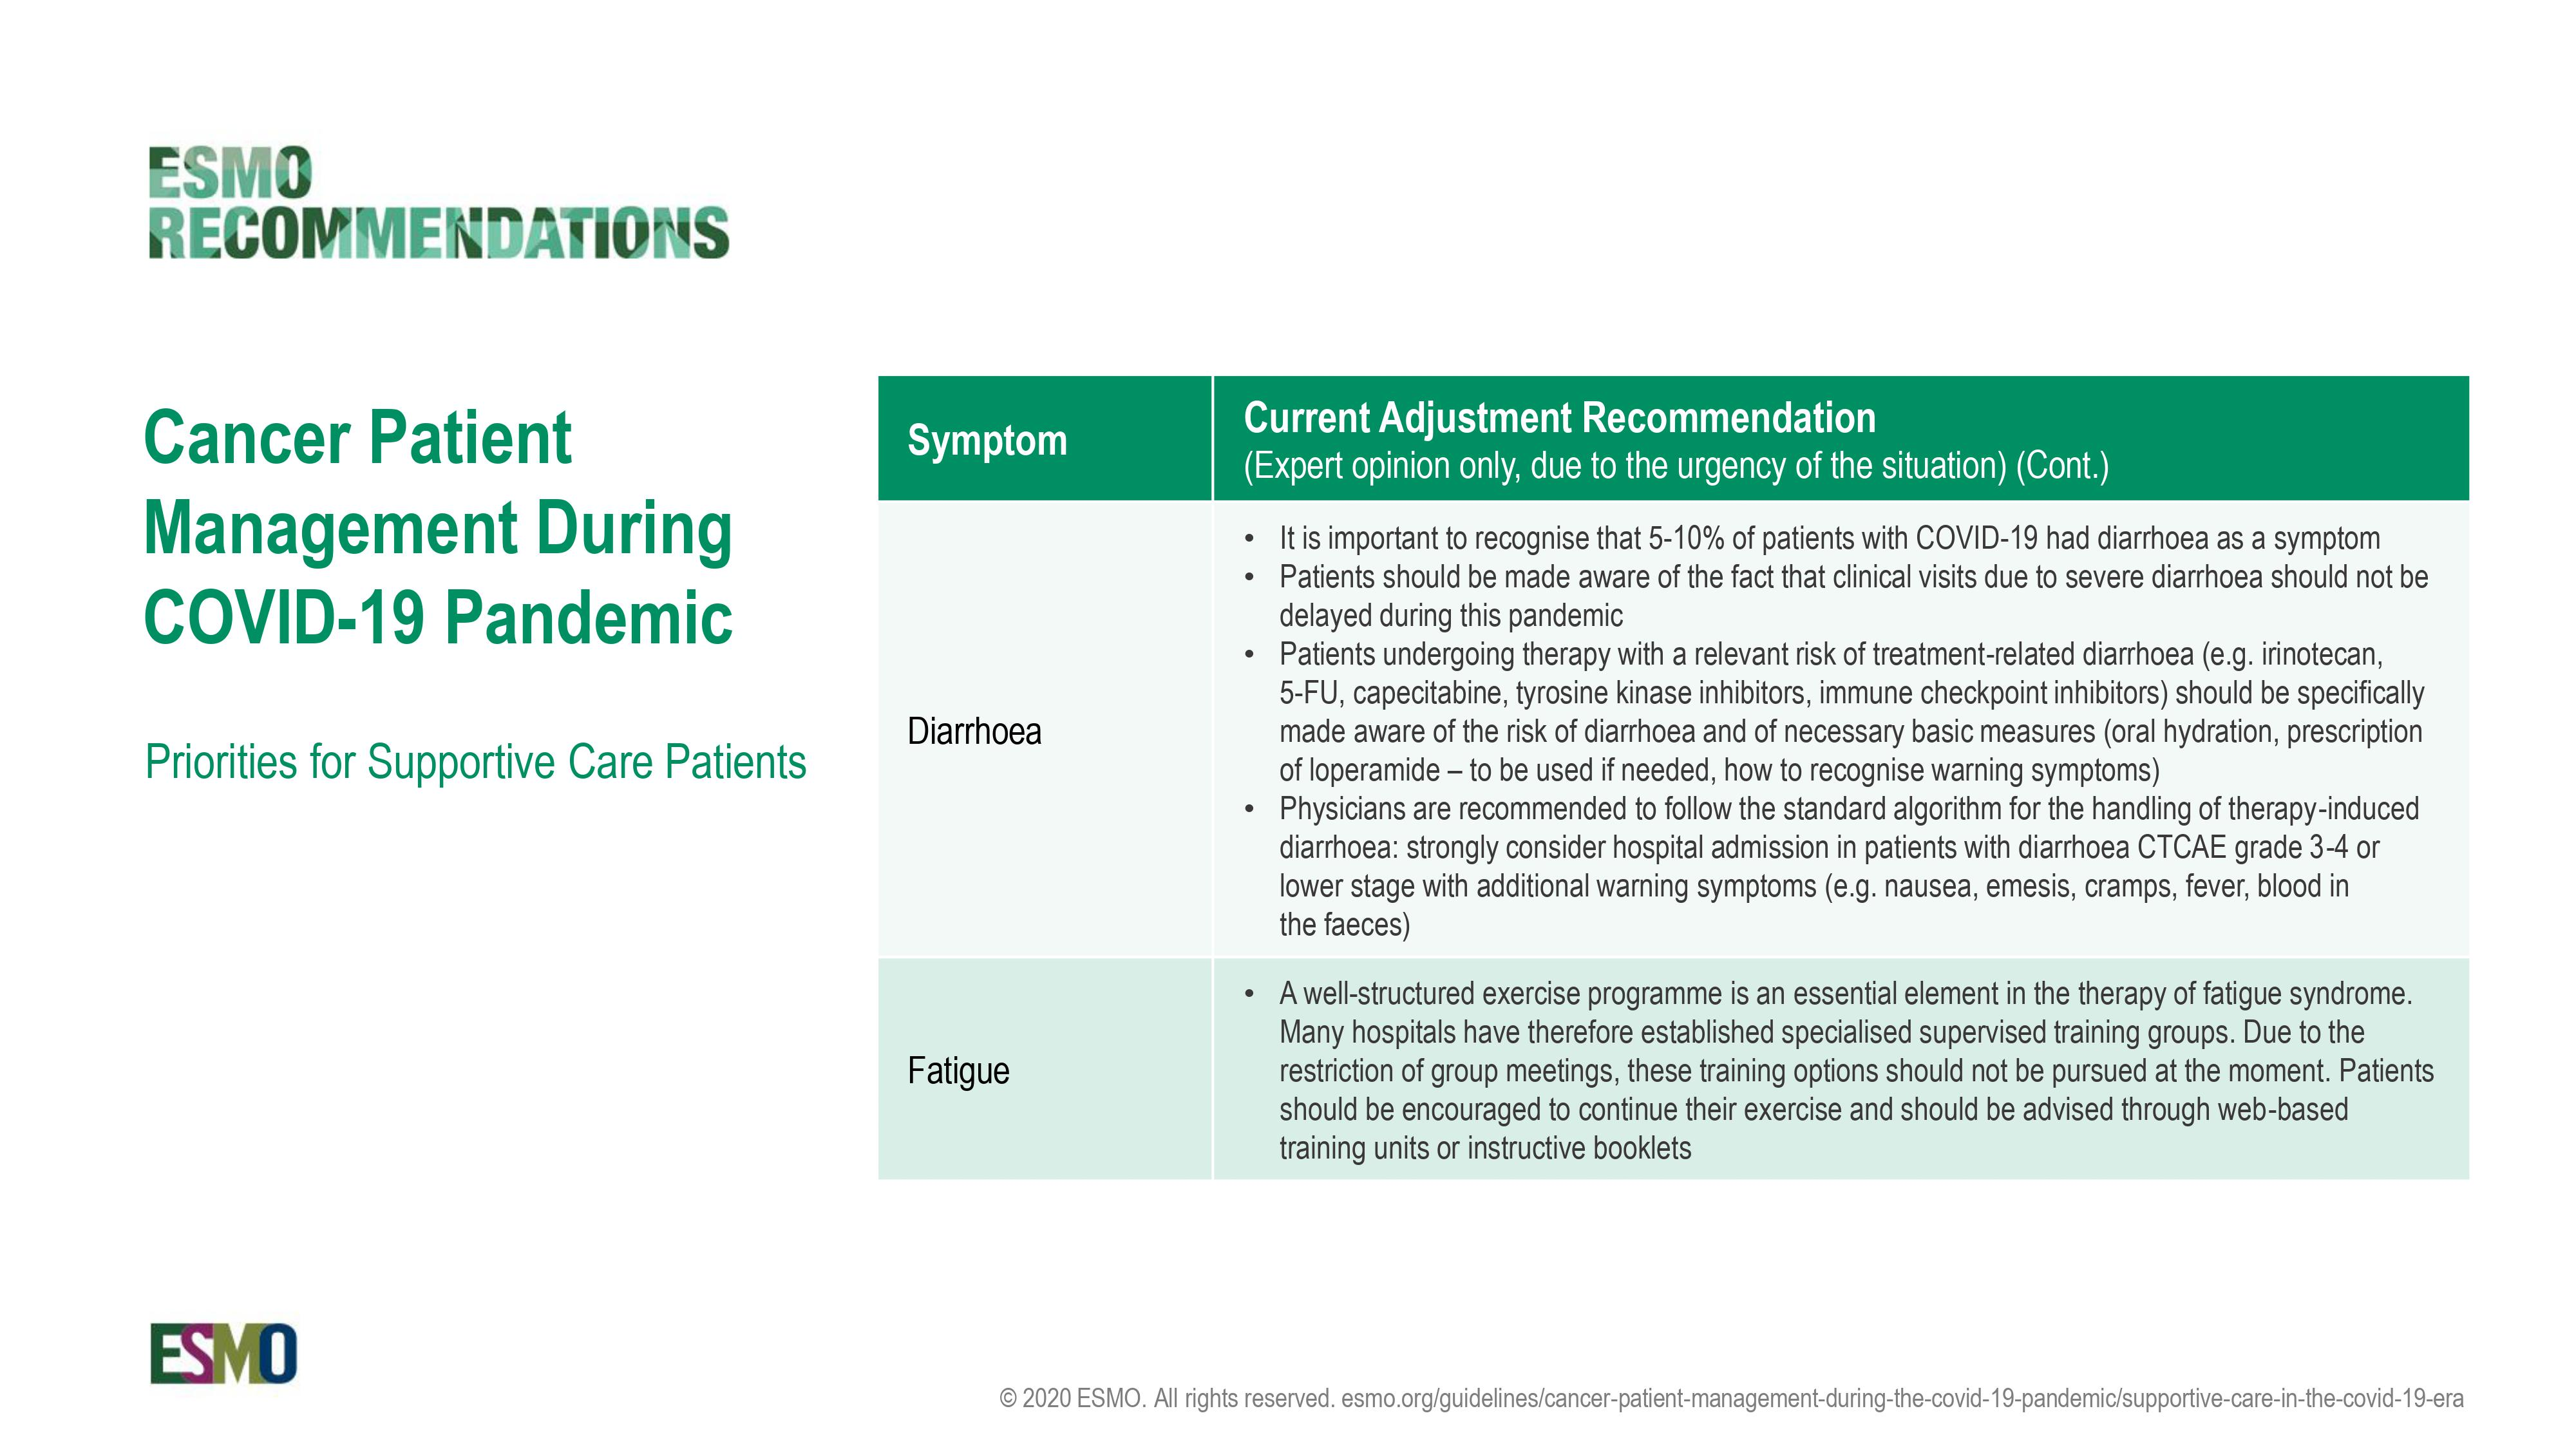 ESMO
RECOMMENDATIONS
Cancer Patient
Management During
COVID-19 Pandemic
Priorities for Supportive Care Patients
Symptom
Current Adjustment Recommendation
(Expert opinion only, due to the urgency of the situation) (Cont.)
Diarrhoea
• It is important to recognise that 5-10% of patients with COVID-19 had diarrhoea as a symptom
• Patients should be made aware of the fact that clinical visits due to severe diarrhoea should not be
delayed during this pandemic
• Patients undergoing therapy with a relevant risk of treatment-related diarrhoea (e.g. irinotecan,
5-FU, capecitabine, tyrosine kinase inhibitors, immune checkpoint inhibitors) should be specifically
made aware of the risk of diarrhoea and of necessary basic measures (oral hydration, prescription
of loperamide – to be used if needed, how to recognise warning symptoms)
• Physicians are recommended to follow the standard algorithm for the handling of therapy-induced
diarrhoea: strongly consider hospital admission in patients with diarrhoea CTCAE grade 3-4 or
lower stage with additional warning symptoms (e.g. nausea, emesis, cramps, fever, blood in
the faeces)
Fatigue
• A well-structured exercise programme is an essential element in the therapy of fatigue syndrome.
Many hospitals have therefore established specialised supervised training groups. Due to the
restriction of group meetings, these training options should not be pursued at the moment. Patients
should be encouraged to continue their exercise and should be advised through web-based
training units or instructive booklets
ESMO
© 2020 ESMO. All rights reserved. esmo.org/guidelines/cancer-patient-management-during-the-covid-19-pandemic/supportive-care-in-the-covid-19-era